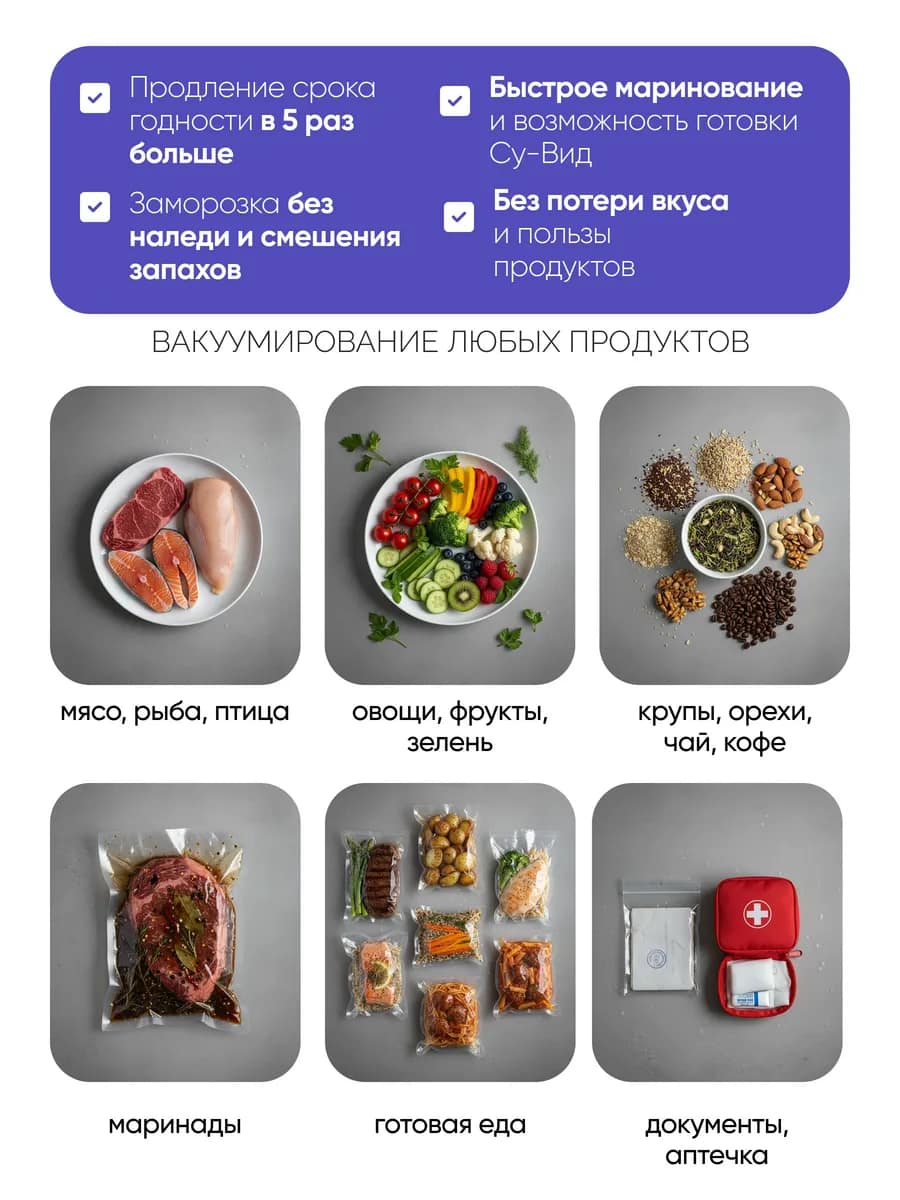 Продление срока
годности в 5 раз
больше
Заморозка без
наледи и смешения
запахов
Быстрое маринование
и возможность готовки
Су-Вид
Без потери вкуса
и пользы
продуктов
ВАКУУМИРОВАНИЕ ЛЮБЫХ ПРОДУКТОВ
мясо, рыба, птица
овощи, фрукты,
зелень
крупы, орехи,
чай, кофе
маринады
готовая еда
документы,
аптечка